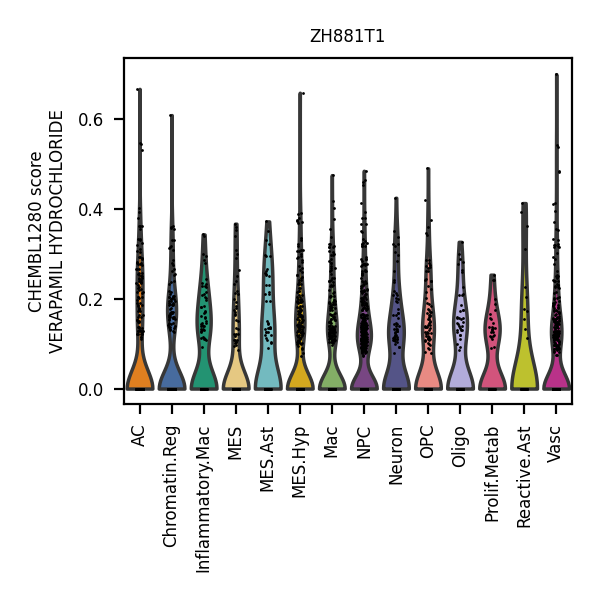 ZH881T1
CHEMBL1280 score
VERAPAMIL HYDROCHLORIDE
0.6
0.4
0.2
0.0
AC
Chromatin.Reg
Inflammatory.Mac
MES
MES.Ast
MES.Hyp
Mac
NPC
Neuron
OPC
Oligo
Prolif.Metab
Reactive.Ast
Vasc